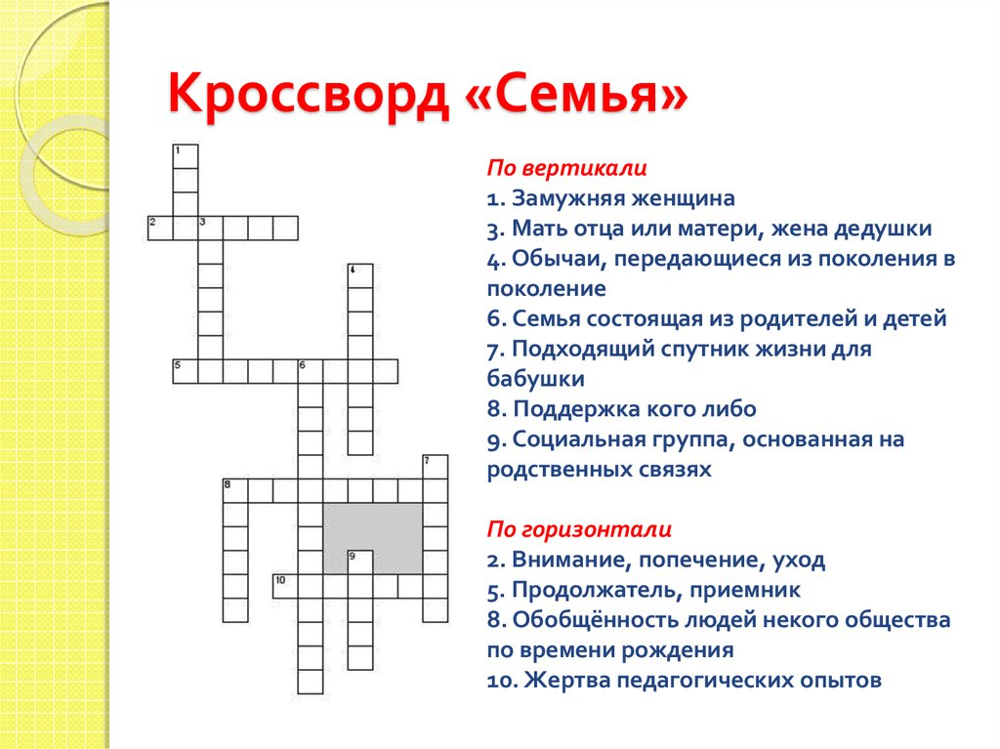 Кроссворд «Семья»
1
2 3
4
5 6
7
8
9
10
По вертикали
1. Замужняя женщина
3. Мать отца или матери, жена дедушки
4. Обычаи, передающиеся из поколения в
поколение
6. Семья состоящая из родителей и детей
7. Подходящий спутник жизни для
бабушки
8. Поддержка кого либо
9. Социальная группа, основанная на
родственных связях
По горизонтали
2. Внимание, попечение, уход
5. Продолжатель, приемник
8. Обобщённость людей некого общества
по времени рождения
10. Жертва педагогических опытов